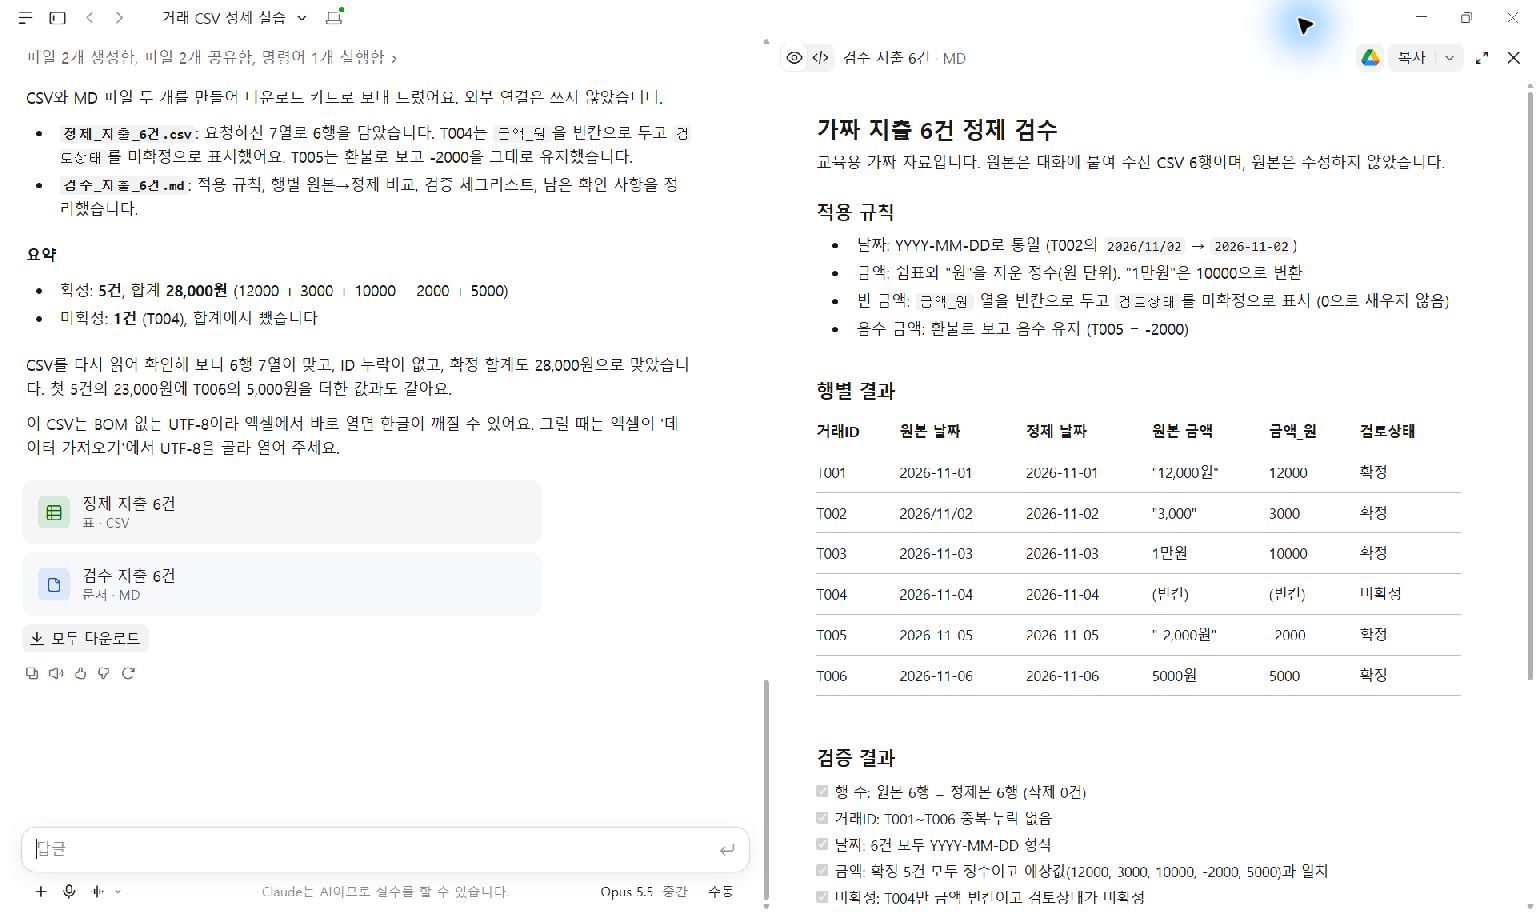 거래 CSV 정제 실습
파일 2개 생성함, 파일 2개 공유함, 명령어 1개 실행함 >
CSV와 MD 파일 두 개를 만들어 다운로드 카드로 보내 드렸어요. 외부 연결은 쓰지 않았습니다.
정제_지출_6건.csv: 요청하신 7열로 6행을 담았습니다. T004는 금액_원 을 빈칸으로 두고 검
토상태 를 미확정으로 표시했어요. T005는 환불로 보고 -2000을 그대로 유지했습니다.
검수_지출_6건.md: 적용 규칙, 행별 원본→정제 비교, 검증 체크리스트, 남은 확인 사항을 정
리했습니다.
요약
확정: 5건, 합계 28,000원 (12000 + 3000 + 10000 − 2000 + 5000)
미확정: 1건 (T004), 합계에서 뺐습니다
CSV를 다시 읽어 확인해 보니 6행 7열이 맞고, ID 누락이 없고, 확정 합계도 28,000원으로 맞았습니
다. 첫 5건의 23,000원에 T006의 5,000원을 더한 값과도 같아요.
이 CSV는 BOM 없는 UTF-8이라 엑셀에서 바로 열면 한글이 깨질 수 있어요. 그럴 때는 엑셀의 '데
이터 가져오기'에서 UTF-8을 골라 열어 주세요.
정제 지출 6건
표 · CSV
검수 지출 6건
문서 · MD
모두 다운로드
답글
Claude는 AI이므로 실수를 할 수 있습니다.
Opus 5.5 중간 수동
검수 지출 6건 · MD
복사
가짜 지출 6건 정제 검수
교육용 가짜 자료입니다. 원본은 대화에 붙여 주신 CSV 6행이며, 원본은 수정하지 않았습니다.
적용 규칙
날짜: YYYY-MM-DD로 통일 (T002의 2026/11/02 → 2026-11-02)
금액: 쉼표와 "원"을 지운 정수(원 단위). "1만원"은 10000으로 변환
빈 금액: 금액_원 열을 빈칸으로 두고 검토상태 를 미확정으로 표시 (0으로 채우지 않음)
음수 금액: 환불로 보고 음수 유지 (T005 = -2000)
행별 결과
거래ID 원본 날짜 정제 날짜 원본 금액 금액_원 검토상태
T001 2026-11-01 2026-11-01 "12,000원" 12000 확정
T002 2026/11/02 2026-11-02 "3,000" 3000 확정
T003 2026-11-03 2026-11-03 1만원 10000 확정
T004 2026-11-04 2026-11-04 (빈칸) (빈칸) 미확정
T005 2026-11-05 2026-11-05 "-2,000원" -2000 확정
T006 2026-11-06 2026-11-06 5000원 5000 확정
검증 결과
행 수: 원본 6행 = 정제본 6행 (삭제 0건)
거래ID: T001~T006 중복·누락 없음
날짜: 6건 모두 YYYY-MM-DD 형식
금액: 확정 5건 모두 정수이고 예상값(12000, 3000, 10000, -2000, 5000)과 일치
미확정: T004만 금액 빈칸이고 검토상태가 미확정